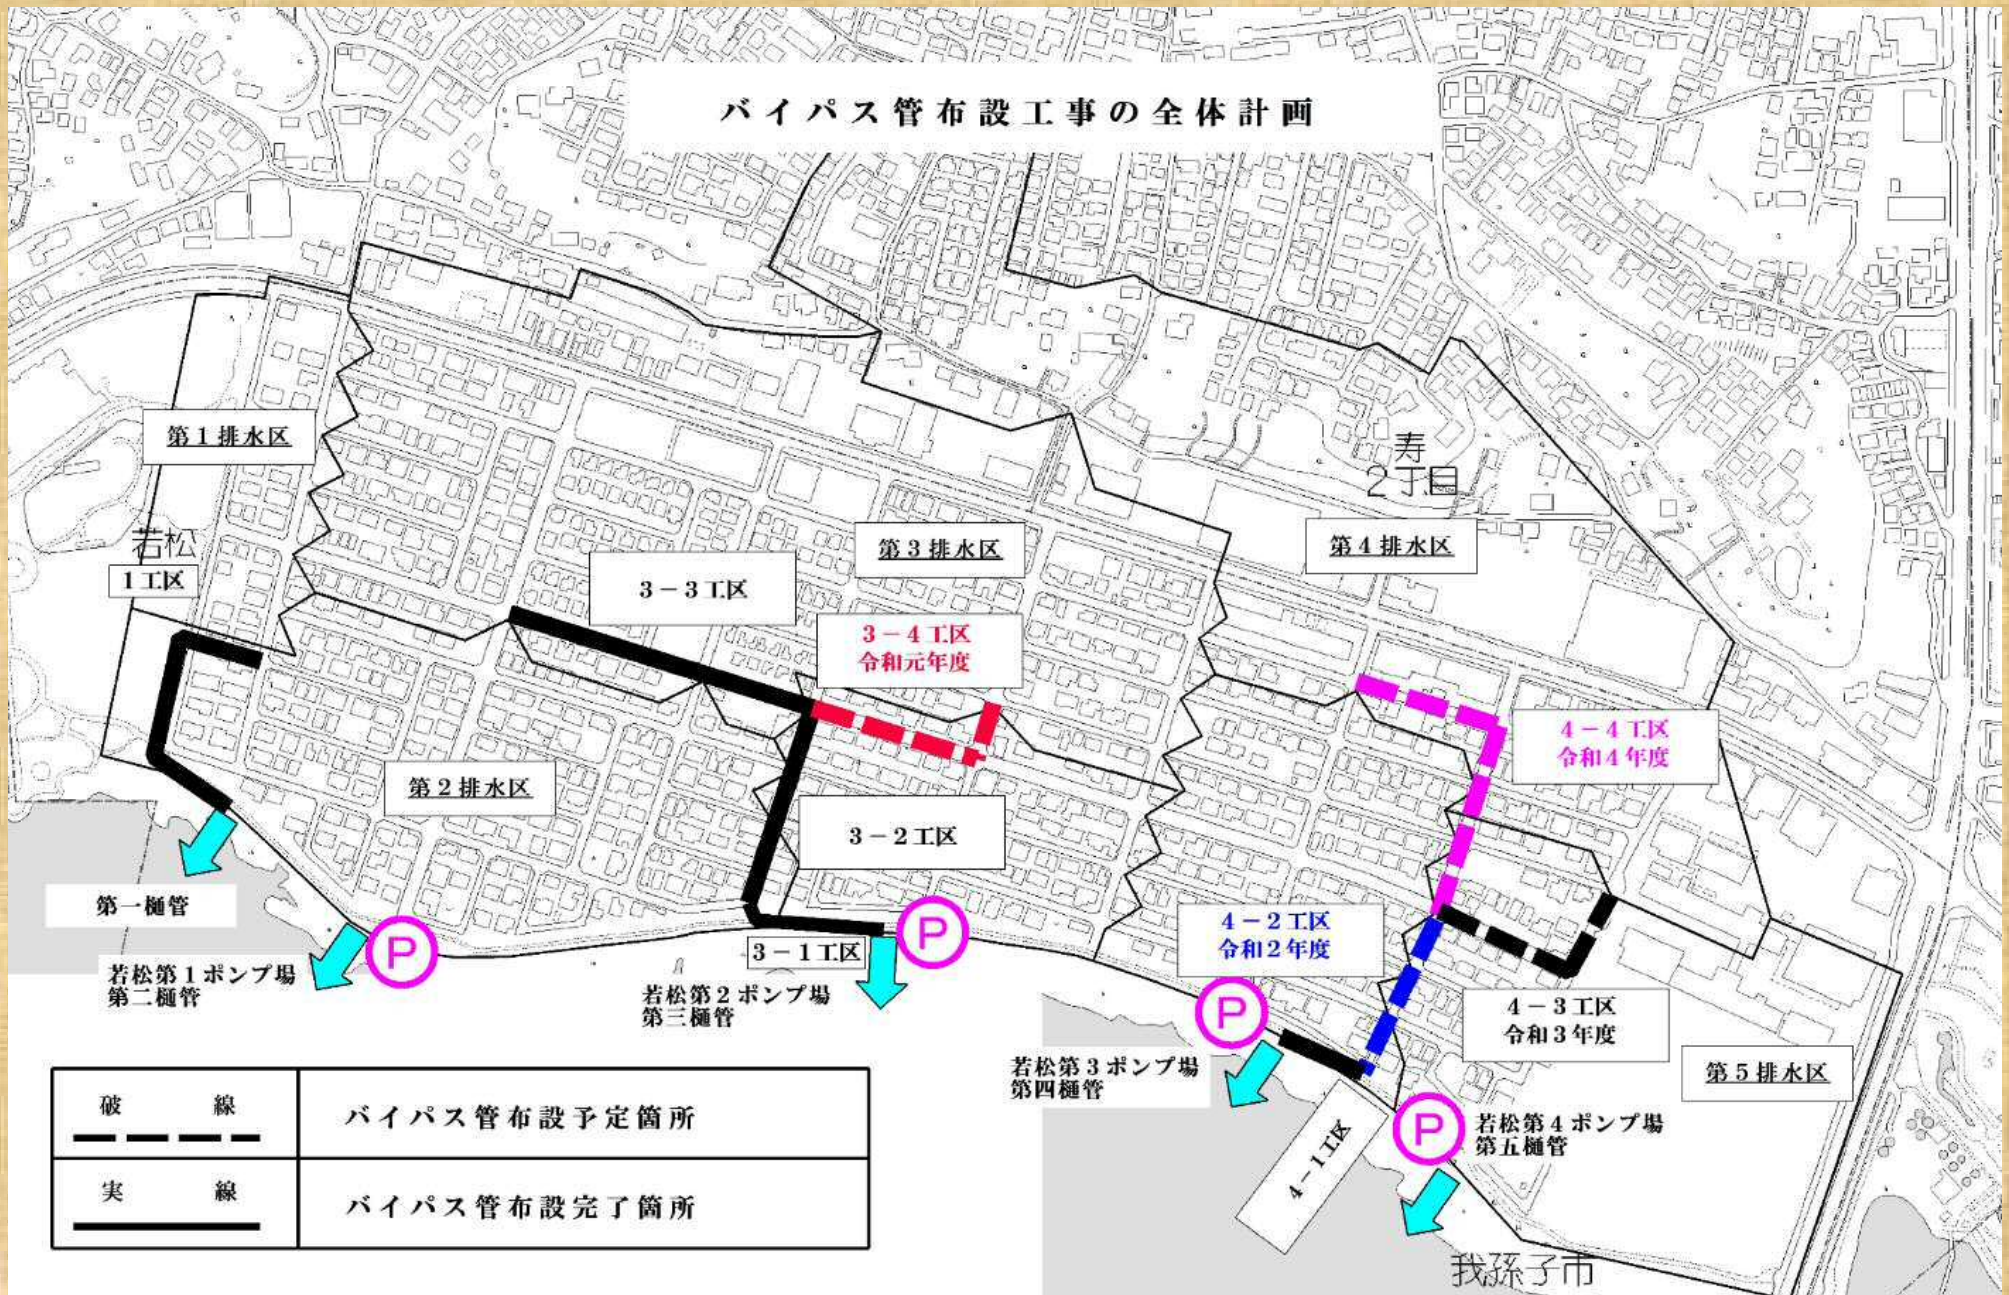 バイパス管布設工事の全体計画
第1排水区
寿
2丁目
第3排水区
第4排水区
若松
1工区
3-3工区
3-4工区
令和元年度
4-4工区
令和4年度
第2排水区
3-2工区
第一樋管
4-2工区
令和2年度
P
P
3-1工区
若松第1ポンプ場
第二樋管
若松第2ポンプ場
第三樋管
P
4-3工区
令和3年度
若松第3ポンプ場
第四樋管
第5排水区
4-1工区
P
若松第4ポンプ場
第五樋管
破線
バイパス管布設予定箇所
実線
バイパス管布設完了箇所
我孫子市